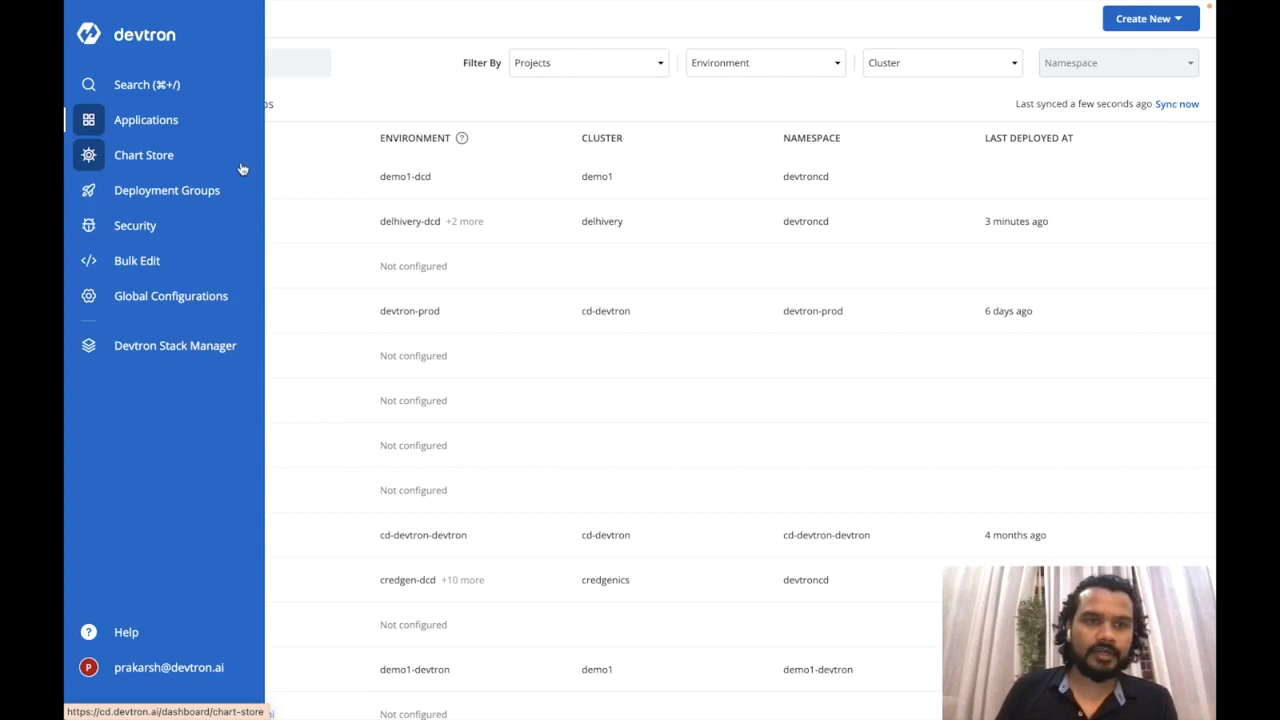 devtron
Create New
Search (⌘+/)
Filter By
Projects
Environment
Cluster
Namespace
Applications
Last synced a few seconds ago Sync now
Chart Store
ENVIRONMENT ?
CLUSTER
NAMESPACE
LAST DEPLOYED AT
Deployment Groups
demo1-dcd
demo1
devtroncd
Security
delhivery-dcd +2 more
delhivery
devtroncd
3 minutes ago
Bulk Edit
Not configured
Global Configurations
devtron-prod
cd-devtron
devtron-prod
6 days ago
Devtron Stack Manager
Not configured
Not configured
Not configured
Not configured
cd-devtron-devtron
cd-devtron
cd-devtron-devtron
4 months ago
credgen-dcd +10 more
credgenics
devtroncd
Not configured
Help
P
prakarsh@devtron.ai
demo1-devtron
demo1
demo1-devtron
Not configured
https://cd.devtron.ai/dashboard/chart-store